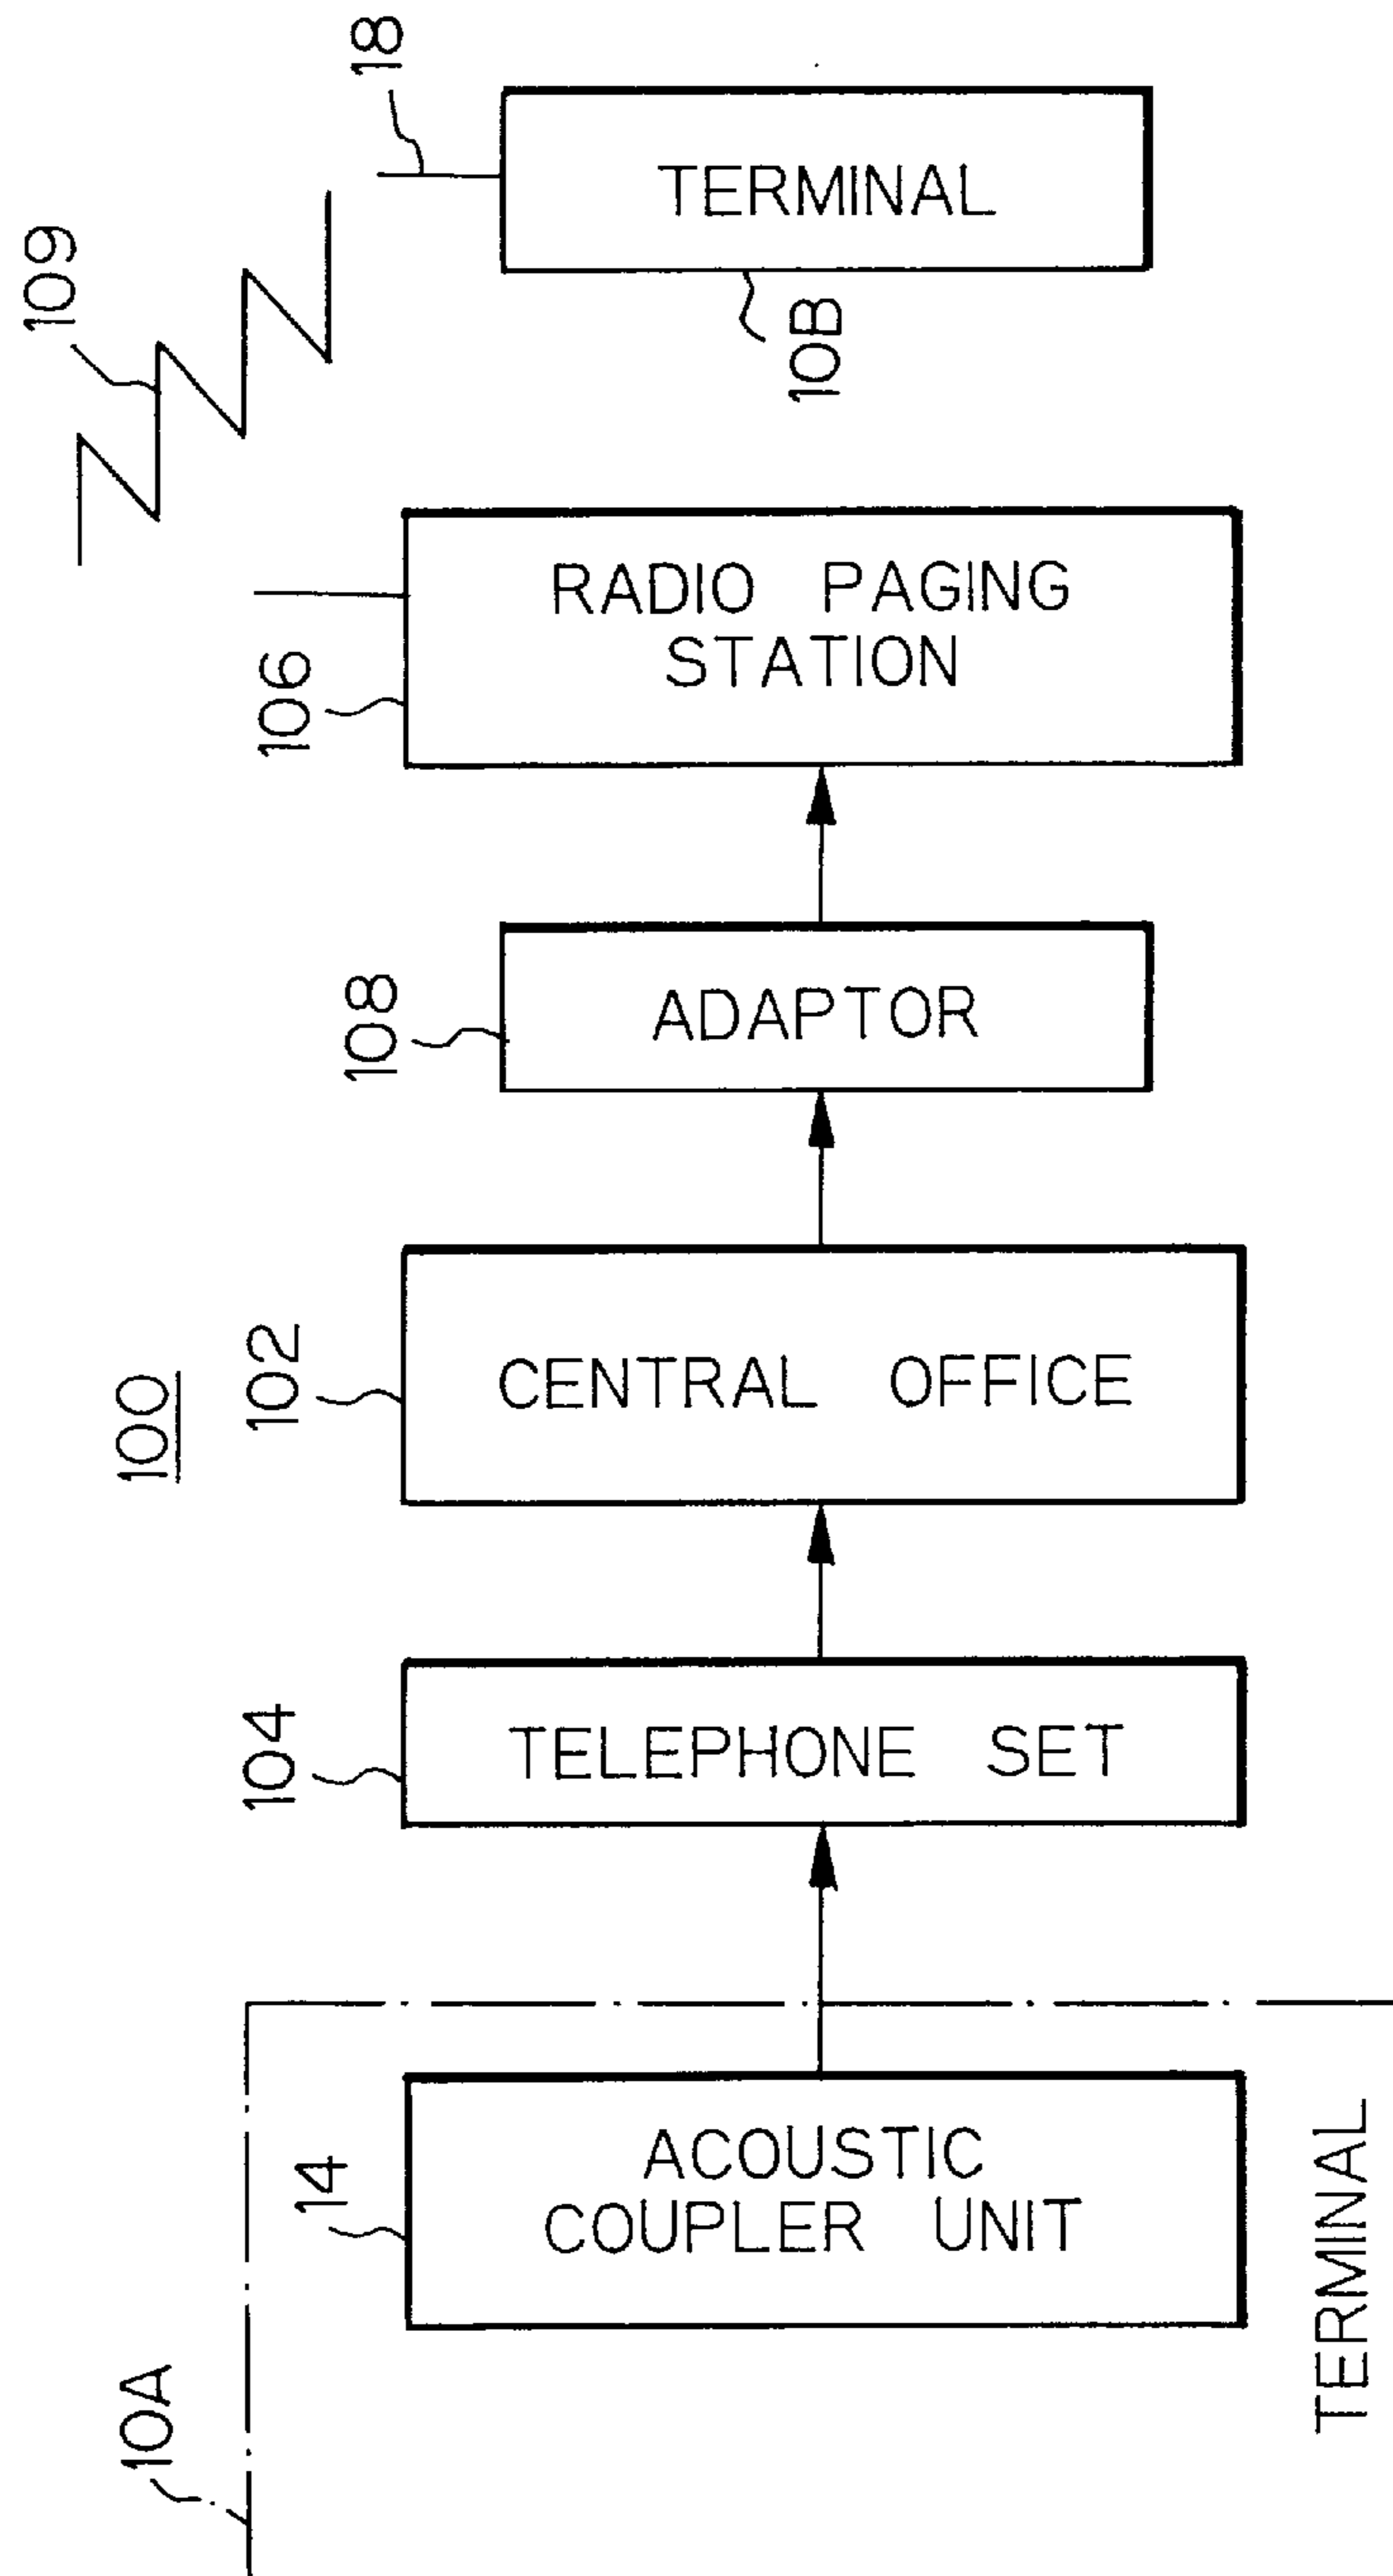 109
18
TERMINAL
10B
106
RADIO PAGING
STATION
108
ADAPTOR
100
102
CENTRAL OFFICE
104
TELEPHONE SET
10A
14
ACOUSTIC
COUPLER UNIT
TERMINAL